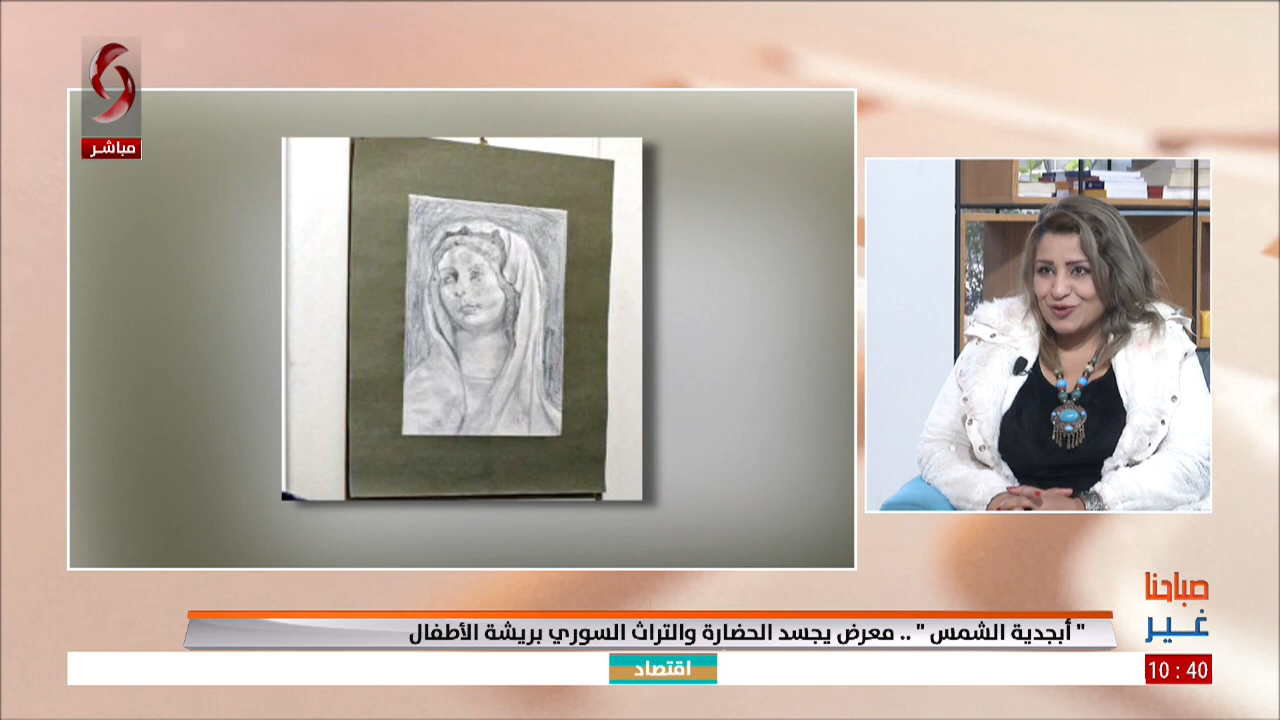 مباشر
صباحنا
غير
" أبجدية الشمس " .. معرض يجسد الحضارة والتراث السوري بريشة الأطفال
اقتصاد
10 : 40